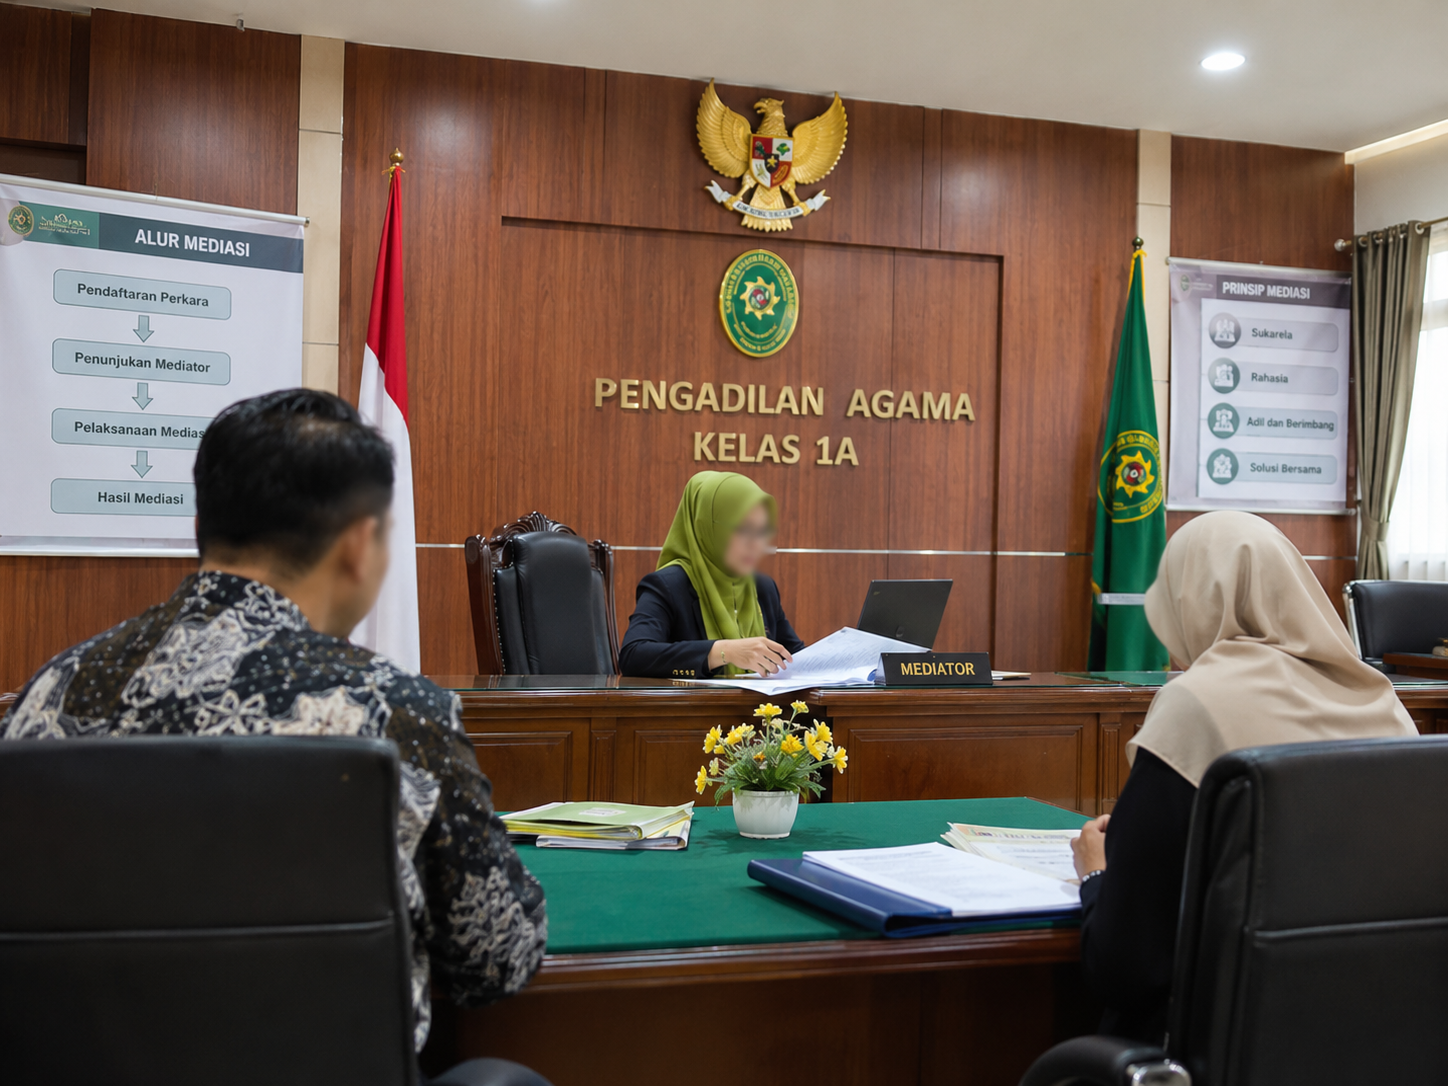 ALUR MEDIASI
Pendaftaran Perkara
Penunjukan Mediator
Pelaksanaan Medias
Hasil Mediasi
PENGADILAN AGAMA
KELAS 1A
MEDIATOR
PRINSIP MEDIASI
Sukarela
Rahasia
Adil dan Berimbang
Solusi Bersama